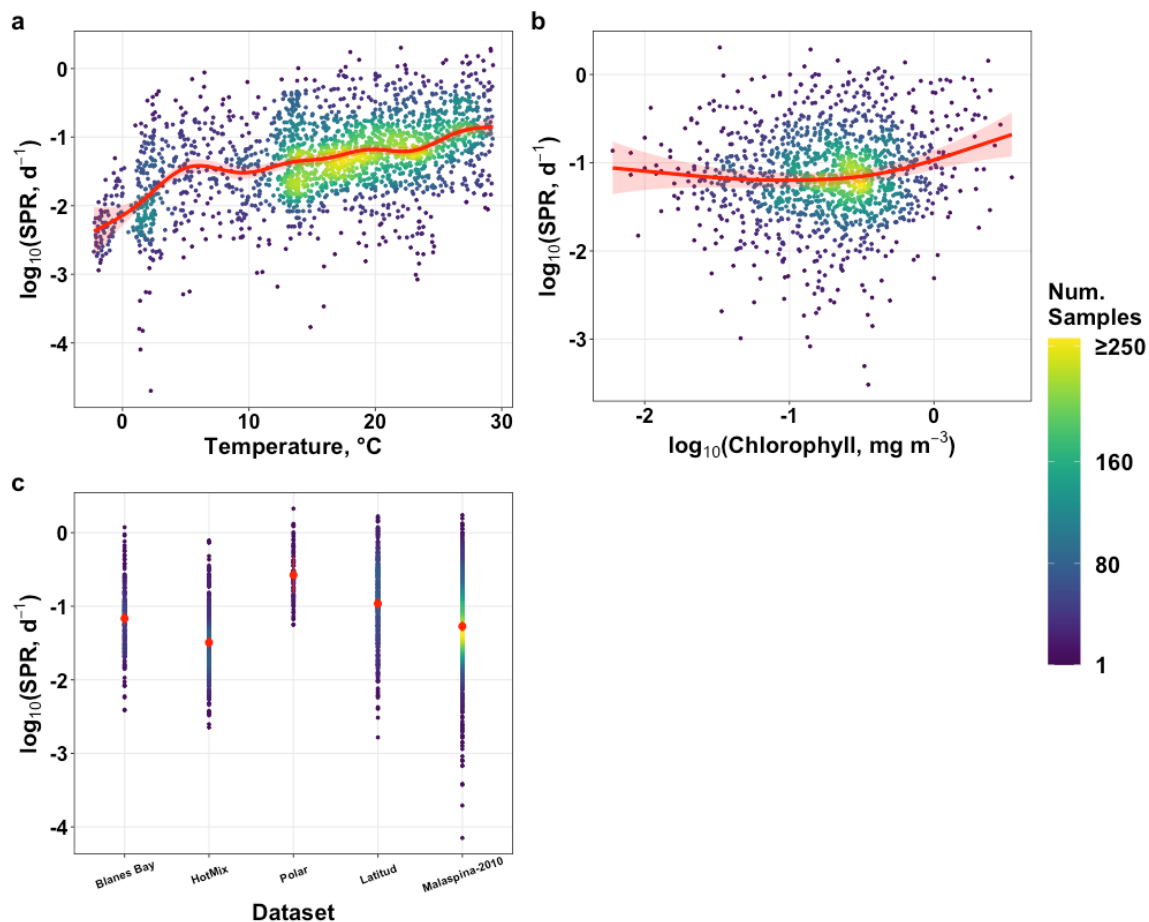 a
log₁₀(SPR, d⁻¹)
0
-1
-2
-3
-4
0 10 20 30
Temperature, °C
b
log₁₀(SPR, d⁻¹)
0
-1
-2
-3
-2 -1 0
log₁₀(Chlorophyll, mg m⁻³)
c
log₁₀(SPR, d⁻¹)
0
-1
-2
-3
-4
Blanes Bay HotMix Polar Latitud Malaspina-2010
Dataset
Num.
Samples
≥250
160
80
1